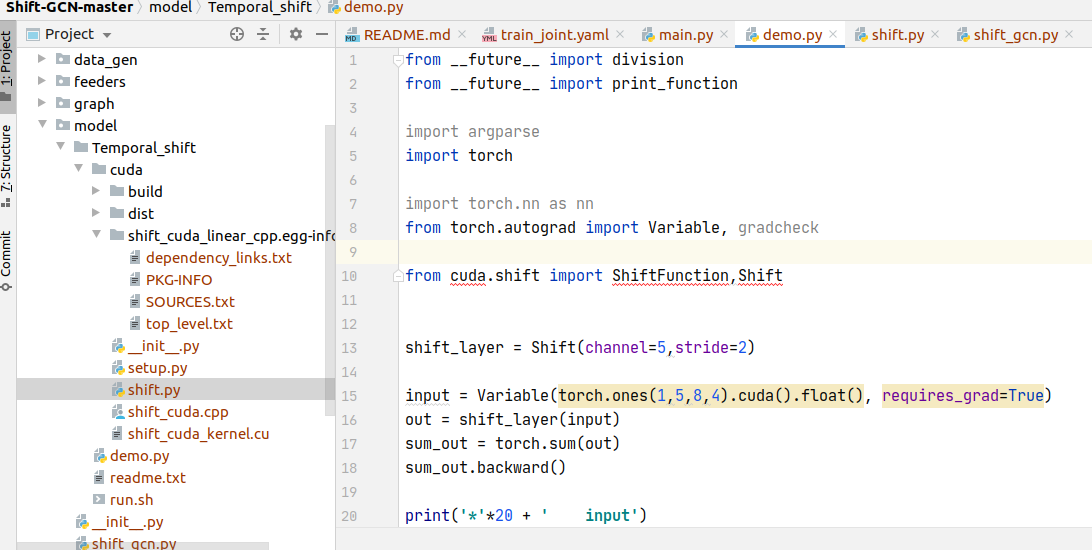 Shift-GCN-master model Temporal_shift demo.py
Project
README.md train_joint.yaml main.py demo.py shift.py shift_gcn.py
1: Project
7: Structure
Commit
data_gen
feeders
graph
model
Temporal_shift
cuda
build
dist
shift_cuda_linear_cpp.egg-info
dependency_links.txt
PKG-INFO
SOURCES.txt
top_level.txt
__init__.py
setup.py
shift.py
shift_cuda.cpp
shift_cuda_kernel.cu
demo.py
readme.txt
run.sh
__init__.py
shift_gcn.py
1 from __future__ import division
2 from __future__ import print_function
3
4 import argparse
5 import torch
6
7 import torch.nn as nn
8 from torch.autograd import Variable, gradcheck
9
10 from cuda.shift import ShiftFunction,Shift
11
12
13 shift_layer = Shift(channel=5,stride=2)
14
15 input = Variable(torch.ones(1,5,8,4).cuda().float(), requires_grad=True)
16 out = shift_layer(input)
17 sum_out = torch.sum(out)
18 sum_out.backward()
19
20 print('*'*20 + '    input')